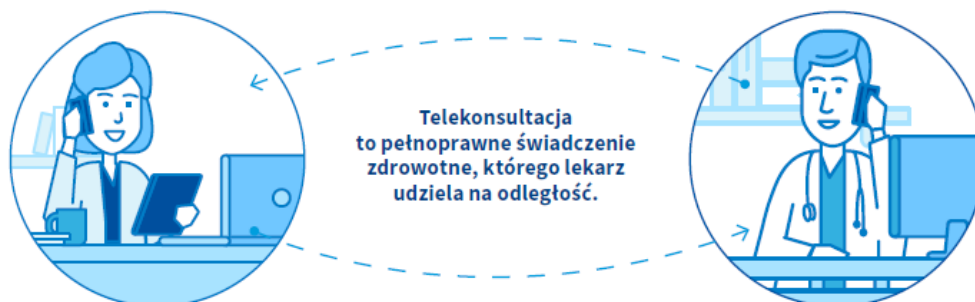 Telekonsultacja
to pełnoprawne świadczenie
zdrowotne, którego lekarz
udziela na odległość.